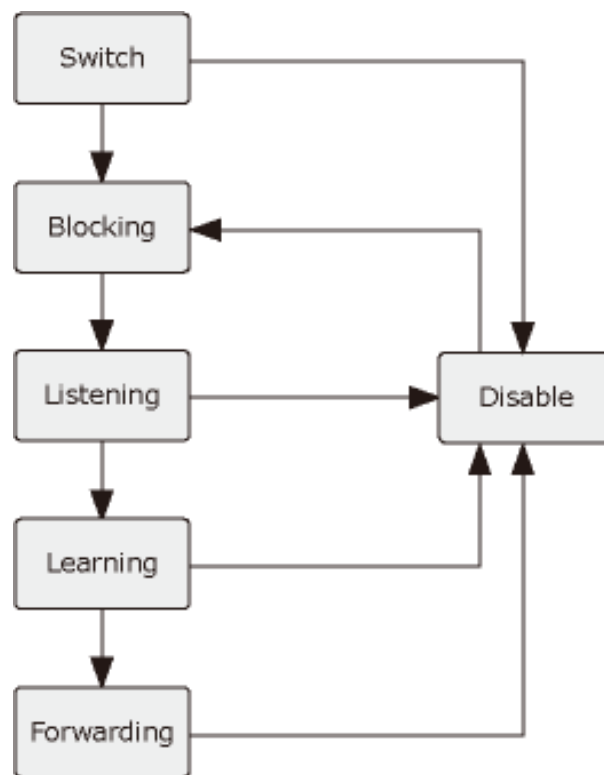 Switch
Blocking
Listening
Disable
Learning
Forwarding